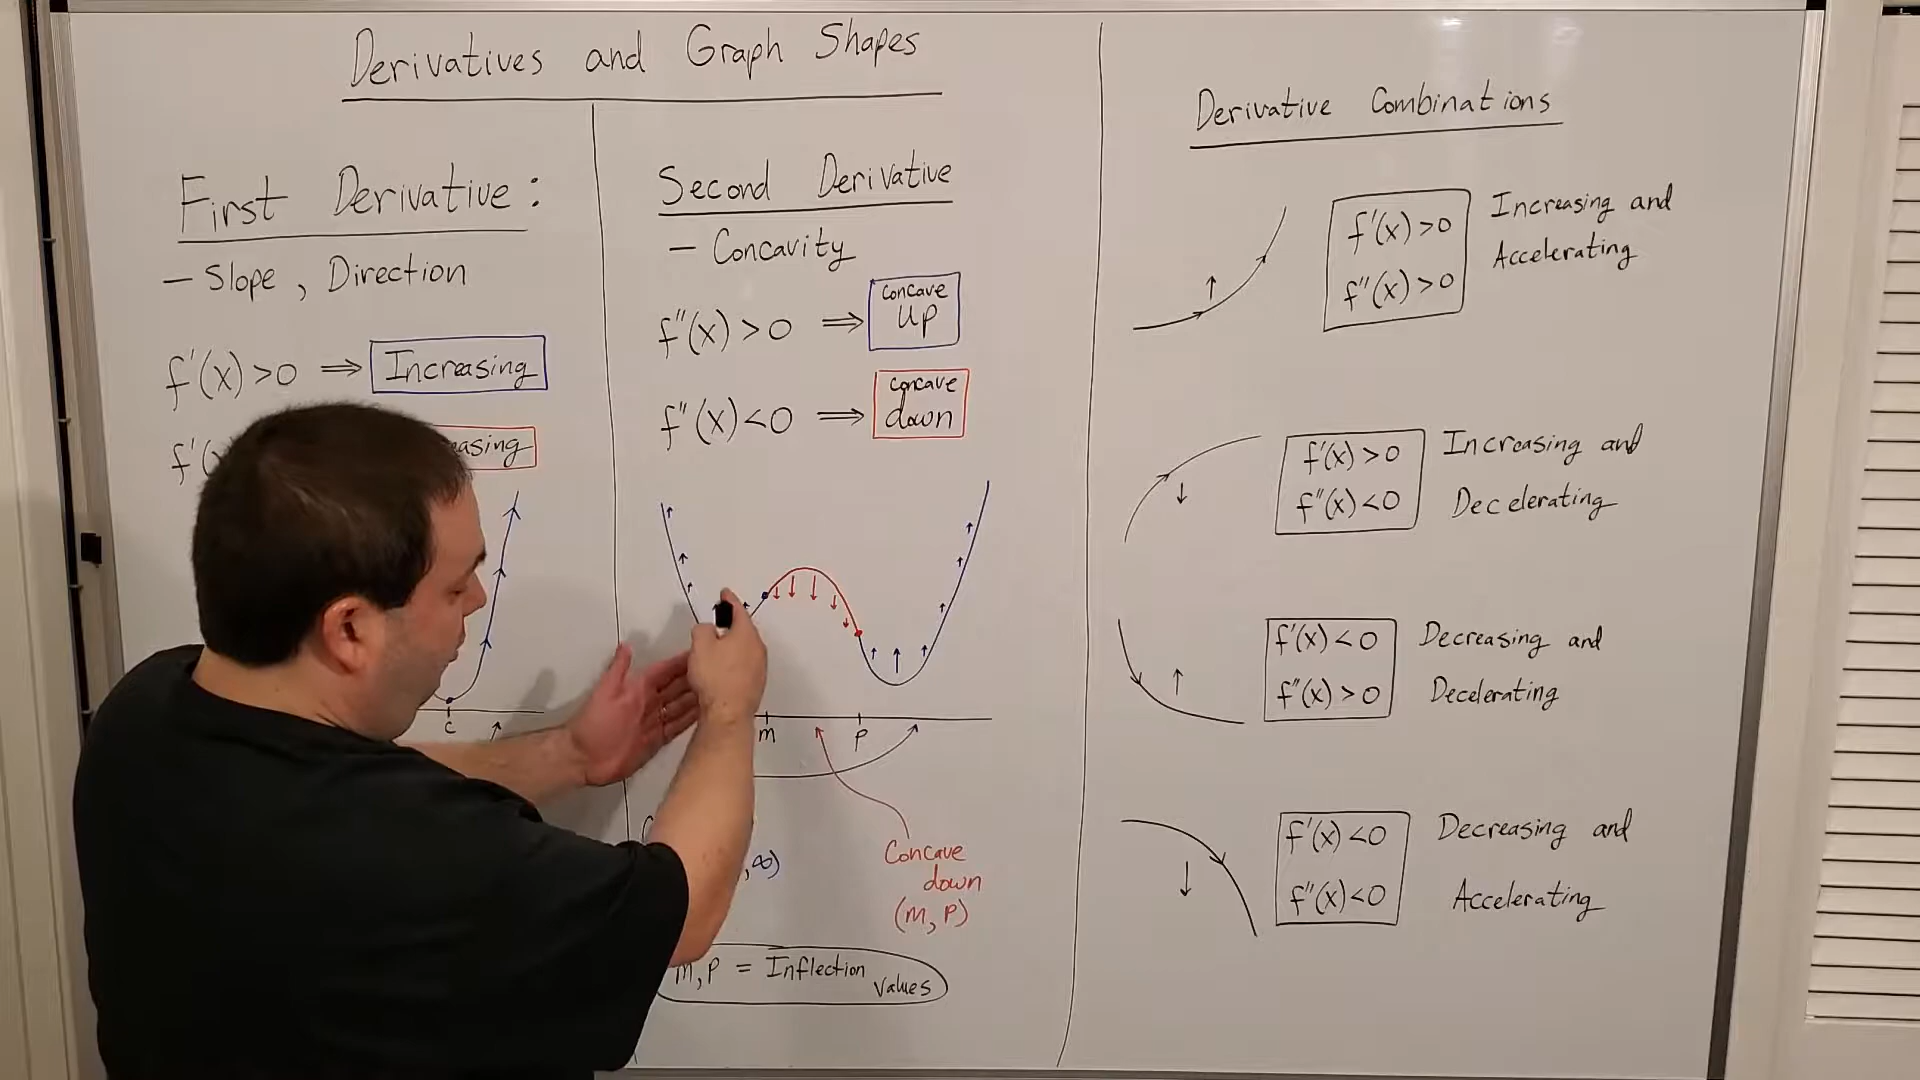 Derivatives and Graph Shapes
First Derivative:
– Slope, Direction
f'(x) > 0 ⟹ Increasing
f'(
easing
c
Second Derivative
– Concavity
f''(x) > 0 ⟹ concave up
f''(x) < 0 ⟹ concave down
m p
, ∞)
Concave
down
(m, p)
m, p = Inflection
values
Derivative Combinations
f'(x) > 0 Increasing and
f''(x) > 0 Accelerating
f'(x) > 0 Increasing and
f''(x) < 0 Decelerating
f'(x) < 0 Decreasing and
f''(x) > 0 Decelerating
f'(x) < 0 Decreasing and
f''(x) < 0 Accelerating